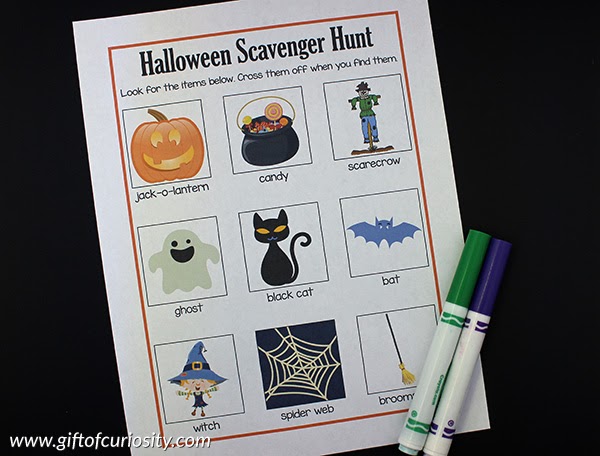 Halloween Scavenger Hunt
Look for the items below. Cross them off when you find them.
jack-o-lantern
candy
scarecrow
ghost
black cat
bat
witch
spider web
broom
www.giftofcuriosity.com
Crayola